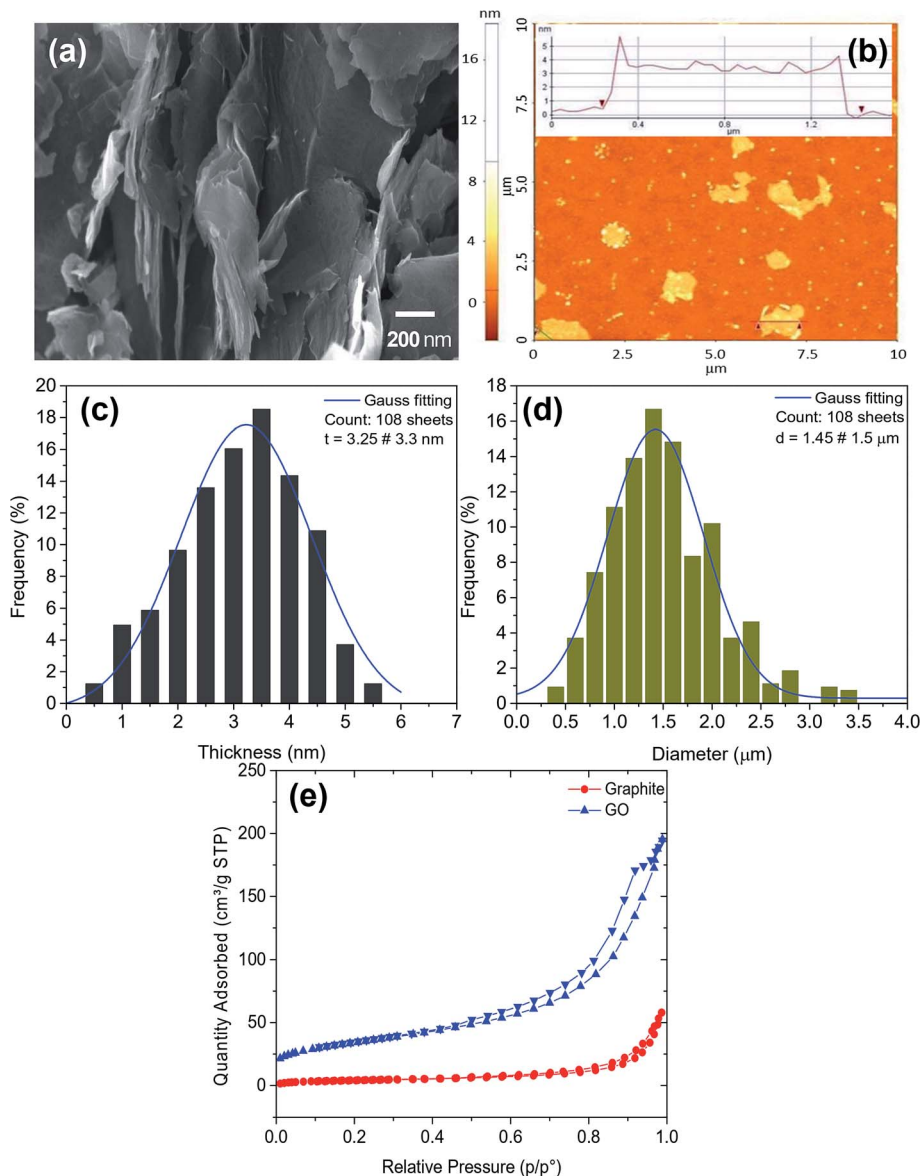 (a)
200 nm
nm
16
12
8
4
0
(b)
10
7.5
5.0
2.5
0
μm
nm
5
4
3
2
1
0
0
0.4
0.8
1.2
μm
0
2.5
5.0
7.5
10
μm
(c)
Gauss fitting
Count: 108 sheets
t = 3.25 # 3.3 nm
Frequency (%)
20
18
16
14
12
10
8
6
4
2
0
0 1 2 3 4 5 6 7
Thickness (nm)
(d)
Gauss fitting
Count: 108 sheets
d = 1.45 # 1.5 μm
Frequency (%)
18
16
14
12
10
8
6
4
2
0
0.0 0.5 1.0 1.5 2.0 2.5 3.0 3.5 4.0
Diameter (μm)
(e)
Graphite
GO
Quantity Adsorbed (cm³/g STP)
250
200
150
100
50
0
0.0 0.2 0.4 0.6 0.8 1.0
Relative Pressure (p/p°)